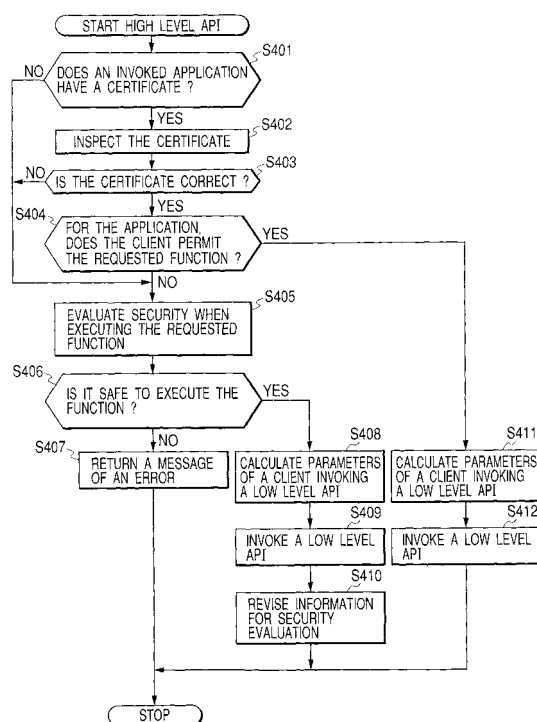 START HIGH LEVEL API
S401
NO
DOES AN INVOKED APPLICATION
HAVE A CERTIFICATE ?
YES
S402
INSPECT THE CERTIFICATE
S403
NO
IS THE CERTIFICATE CORRECT ?
YES
S404
FOR THE APPLICATION,
DOES THE CLIENT PERMIT
THE REQUESTED FUNCTION ?
YES
NO
S405
EVALUATE SECURITY WHEN
EXECUTING THE REQUESTED
FUNCTION
S406
IS IT SAFE TO EXECUTE THE
FUNCTION ?
YES
NO
S407
RETURN A MESSAGE
OF AN ERROR
S408
CALCULATE PARAMETERS
OF A CLIENT INVOKING
A LOW LEVEL API
S411
CALCULATE PARAMETERS
OF A CLIENT INVOKING
A LOW LEVEL API
S409
INVOKE A LOW LEVEL
API
S412
INVOKE A LOW LEVEL
API
S410
REVISE INFORMATION
FOR SECURITY
EVALUATION
STOP